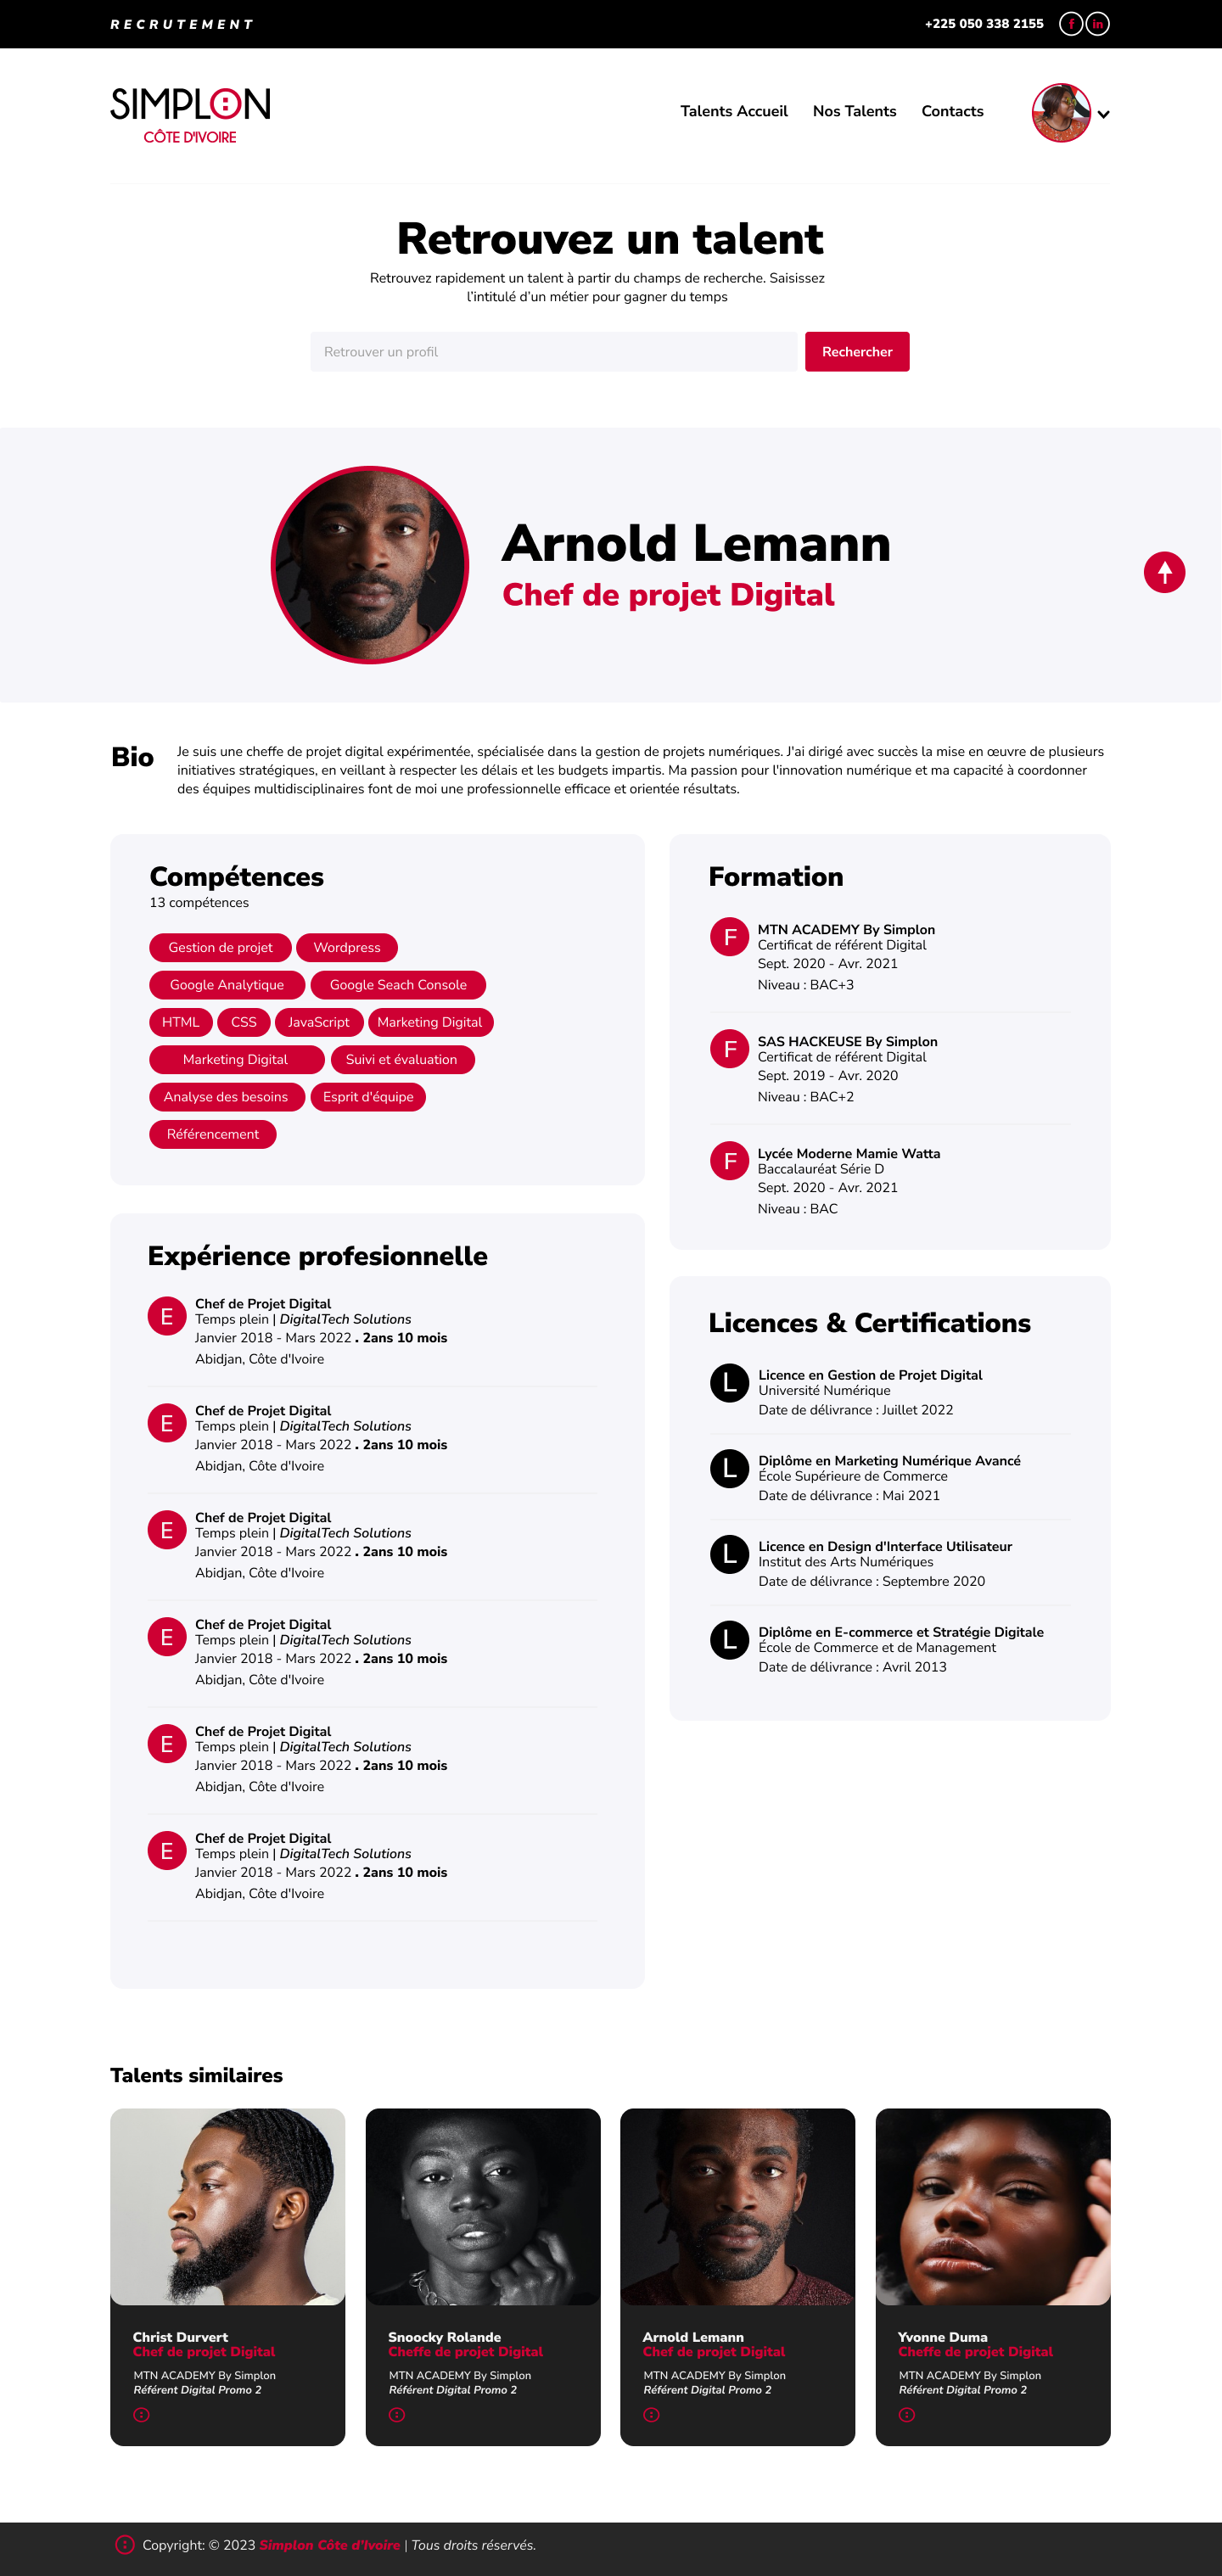 RECRUTEMENT
+225 050 338 2155
f in
SIMPLON
CÔTE D'IVOIRE
Talents Accueil Nos Talents Contacts
Retrouvez un talent
Retrouvez rapidement un talent à partir du champs de recherche. Saisissez
l'intitulé d'un métier pour gagner du temps
Retrouver un profil
Rechercher
Arnold Lemann
Chef de projet Digital
Bio
Je suis une cheffe de projet digital expérimentée, spécialisée dans la gestion de projets numériques. J'ai dirigé avec succès la mise en œuvre de plusieurs
initiatives stratégiques, en veillant à respecter les délais et les budgets impartis. Ma passion pour l'innovation numérique et ma capacité à coordonner
des équipes multidisciplinaires font de moi une professionnelle efficace et orientée résultats.
Compétences
13 compétences
Gestion de projet Wordpress
Google Analytique Google Seach Console
HTML CSS JavaScript Marketing Digital
Marketing Digital Suivi et évaluation
Analyse des besoins Esprit d'équipe
Référencement
Expérience profesionnelle
E
Chef de Projet Digital
Temps plein | DigitalTech Solutions
Janvier 2018 - Mars 2022 . 2ans 10 mois
Abidjan, Côte d'Ivoire
E
Chef de Projet Digital
Temps plein | DigitalTech Solutions
Janvier 2018 - Mars 2022 . 2ans 10 mois
Abidjan, Côte d'Ivoire
E
Chef de Projet Digital
Temps plein | DigitalTech Solutions
Janvier 2018 - Mars 2022 . 2ans 10 mois
Abidjan, Côte d'Ivoire
E
Chef de Projet Digital
Temps plein | DigitalTech Solutions
Janvier 2018 - Mars 2022 . 2ans 10 mois
Abidjan, Côte d'Ivoire
E
Chef de Projet Digital
Temps plein | DigitalTech Solutions
Janvier 2018 - Mars 2022 . 2ans 10 mois
Abidjan, Côte d'Ivoire
E
Chef de Projet Digital
Temps plein | DigitalTech Solutions
Janvier 2018 - Mars 2022 . 2ans 10 mois
Abidjan, Côte d'Ivoire
Formation
F
MTN ACADEMY By Simplon
Certificat de référent Digital
Sept. 2020 - Avr. 2021
Niveau : BAC+3
F
SAS HACKEUSE By Simplon
Certificat de référent Digital
Sept. 2019 - Avr. 2020
Niveau : BAC+2
F
Lycée Moderne Mamie Watta
Baccalauréat Série D
Sept. 2020 - Avr. 2021
Niveau : BAC
Licences & Certifications
L
Licence en Gestion de Projet Digital
Université Numérique
Date de délivrance : Juillet 2022
L
Diplôme en Marketing Numérique Avancé
École Supérieure de Commerce
Date de délivrance : Mai 2021
L
Licence en Design d'Interface Utilisateur
Institut des Arts Numériques
Date de délivrance : Septembre 2020
L
Diplôme en E-commerce et Stratégie Digitale
École de Commerce et de Management
Date de délivrance : Avril 2013
Talents similaires
Christ Durvert
Chef de projet Digital
MTN ACADEMY By Simplon
Référent Digital Promo 2
Snoocky Rolande
Cheffe de projet Digital
MTN ACADEMY By Simplon
Référent Digital Promo 2
Arnold Lemann
Chef de projet Digital
MTN ACADEMY By Simplon
Référent Digital Promo 2
Yvonne Duma
Cheffe de projet Digital
MTN ACADEMY By Simplon
Référent Digital Promo 2
Copyright: © 2023 Simplon Côte d'Ivoire | Tous droits réservés.